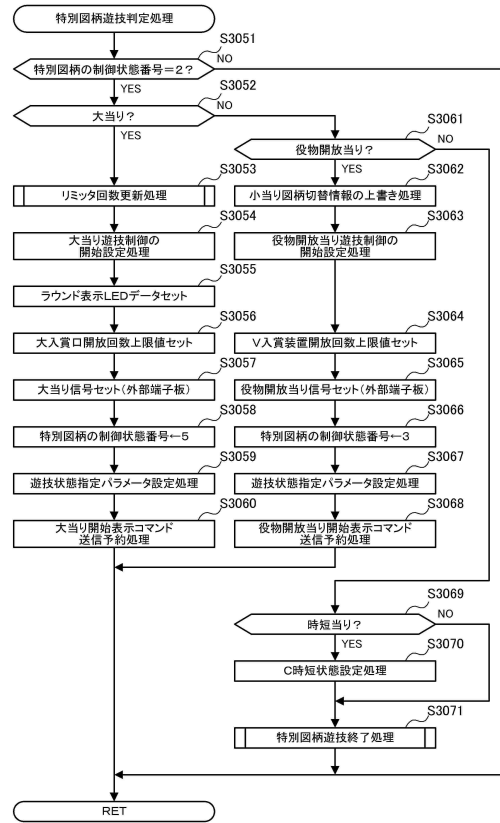 特別図柄遊技判定処理
S3051
特別図柄の制御状態番号=2?
NO
YES
S3052
大当り?
NO
YES
S3061
役物開放当り?
NO
YES
S3053
リミッタ回数更新処理
S3062
小当り図柄切替情報の上書き処理
S3054
大当り遊技制御の
開始設定処理
S3063
役物開放当り遊技制御の
開始設定処理
S3055
ラウンド表示LEDデータセット
S3056
大入賞口開放回数上限値セット
S3064
V入賞装置開放回数上限値セット
S3057
大当り信号セット(外部端子板)
S3065
役物開放当り信号セット(外部端子板)
S3058
特別図柄の制御状態番号←5
S3066
特別図柄の制御状態番号←3
S3059
遊技状態指定パラメータ設定処理
S3067
遊技状態指定パラメータ設定処理
S3060
大当り開始表示コマンド
送信予約処理
S3068
役物開放当り開始表示コマンド
送信予約処理
S3069
時短当り?
NO
YES
S3070
C時短状態設定処理
S3071
特別図柄遊技終了処理
RET